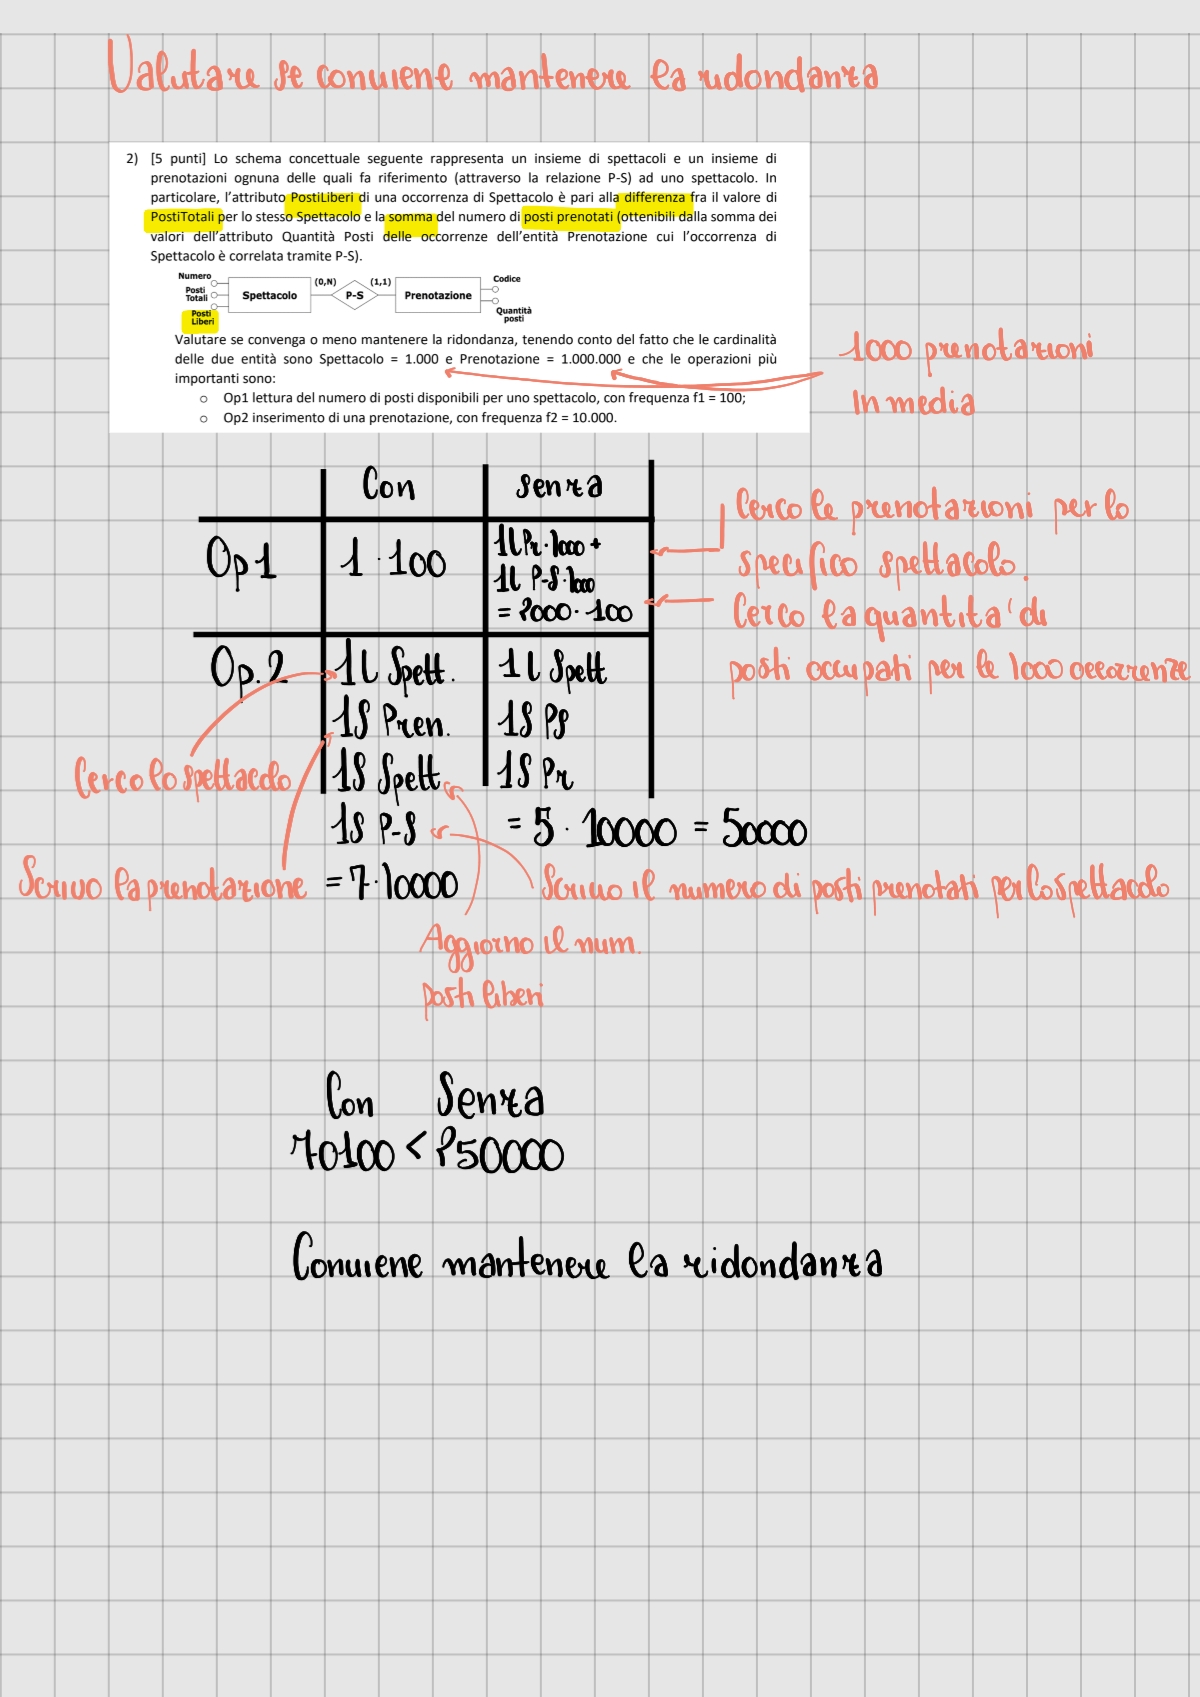 Valutare se conviene mantenere la ridondanza
2) [5 punti] Lo schema concettuale seguente rappresenta un insieme di spettacoli e un insieme di
prenotazioni ognuna delle quali fa riferimento (attraverso la relazione P-S) ad uno spettacolo. In
particolare, l'attributo PostiLiberi di una occorrenza di Spettacolo è pari alla differenza fra il valore di
PostiTotali per lo stesso Spettacolo e la somma del numero di posti prenotati (ottenibili dalla somma dei
valori dell'attributo Quantità Posti delle occorrenze dell'entità Prenotazione cui l'occorrenza di
Spettacolo è correlata tramite P-S).
Numero
Posti
Totali
Posti
Liberi
Spettacolo
(0,N)
P-S
(1,1)
Prenotazione
Codice
Quantità
posti
Valutare se convenga o meno mantenere la ridondanza, tenendo conto del fatto che le cardinalità
delle due entità sono Spettacolo = 1.000 e Prenotazione = 1.000.000 e che le operazioni più
importanti sono:
o Op1 lettura del numero di posti disponibili per uno spettacolo, con frequenza f1 = 100;
o Op2 inserimento di una prenotazione, con frequenza f2 = 10.000.
1000 prenotazioni
In media
Con senza
Op1 1 · 100
1L Pr · 1000 +
1L P-S · 1000
= 2000 · 100
Cerco le prenotazioni per lo
specifico spettacolo.
Cerco la quantita' di
posti occupati per le 1000 occorrenze
Op.2 1L Spett. 1L Spett
1S Pren. 1S PS
1S Spett 1S Pr
1S P-S = 5 · 10000 = 50000
= 7 · 10000
Cerco lo spettacolo
Scrivo la prenotazione
Scrivo il numero di posti prenotati per lo spettacolo
Aggiorno il num.
posti liberi
Con Senza
70100 < 250000
Conviene mantenere la ridondanza